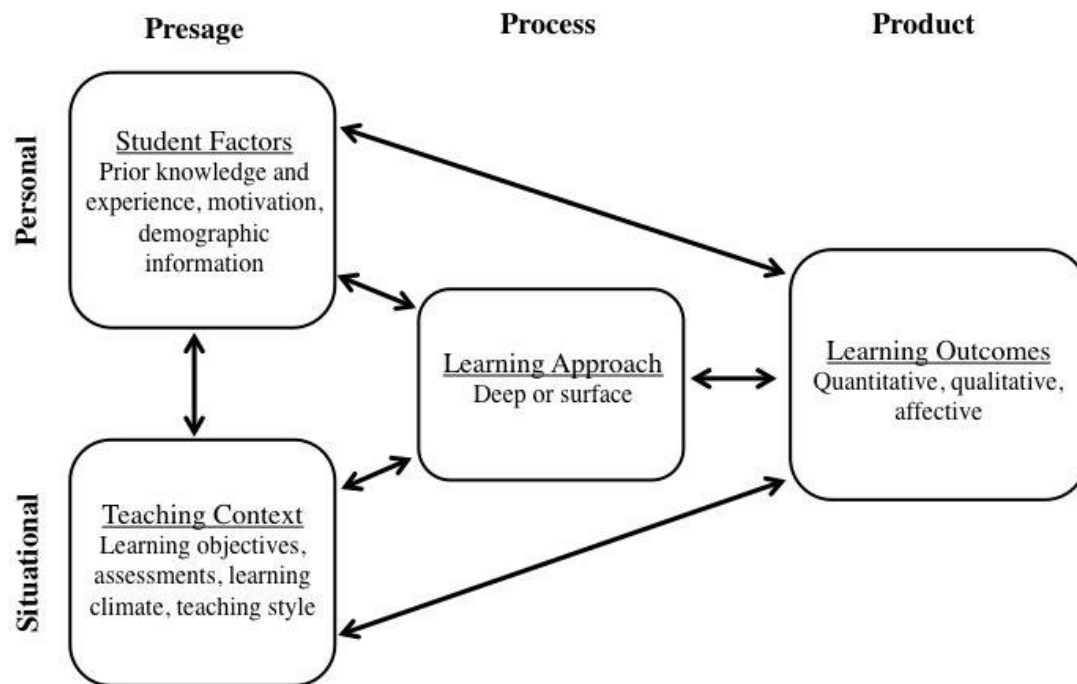 Presage
Process
Product
Personal
Student Factors
Prior knowledge and
experience, motivation,
demographic
information
Learning Approach
Deep or surface
Learning Outcomes
Quantitative, qualitative,
affective
Situational
Teaching Context
Learning objectives,
assessments, learning
climate, teaching style